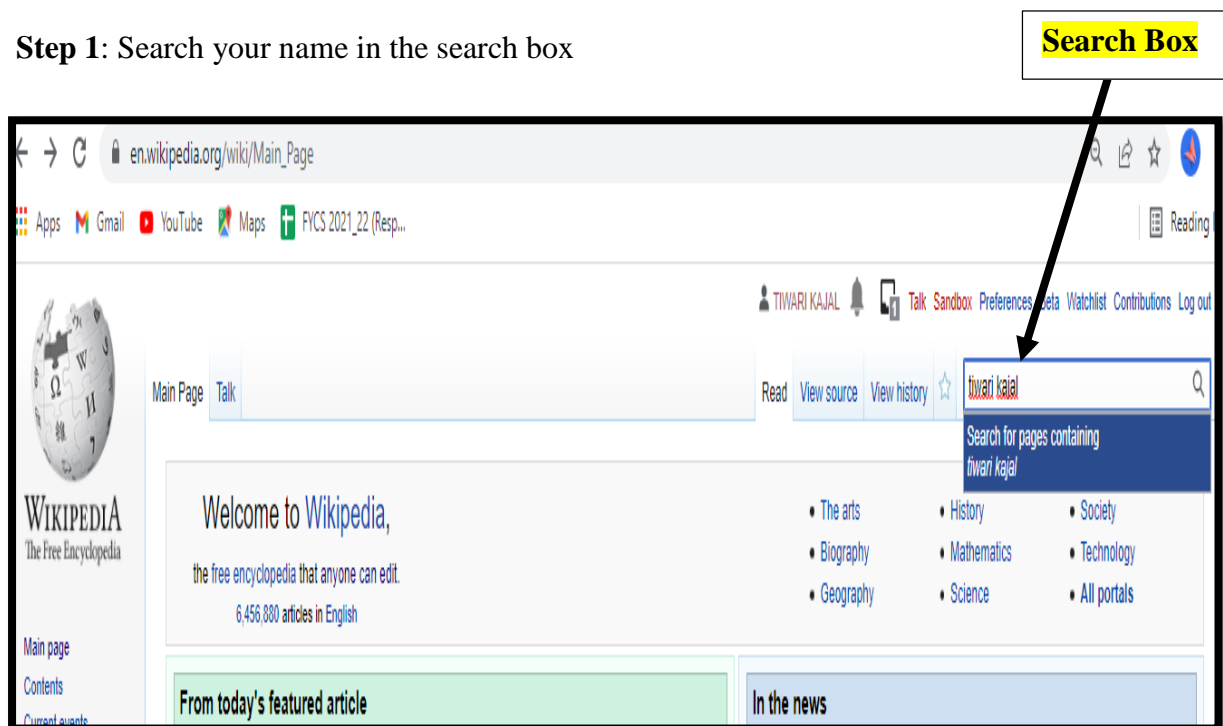 Search Box
Step 1: Search your name in the search box
en.wikipedia.org/wiki/Main_Page
Apps Gmail YouTube Maps FYCS 2021_22 (Resp... Reading
TIWARI KAJAL 1 Talk Sandbox Preferences Beta Watchlist Contributions Log out
Main Page Talk Read View source View history tiwari kajal
Search for pages containing
tiwari kajal
WIKIPEDIA
The Free Encyclopedia
Welcome to Wikipedia,
the free encyclopedia that anyone can edit.
6,456,880 articles in English
The arts History Society
Biography Mathematics Technology
Geography Science All portals
Main page
Contents
Current events
From today's featured article In the news